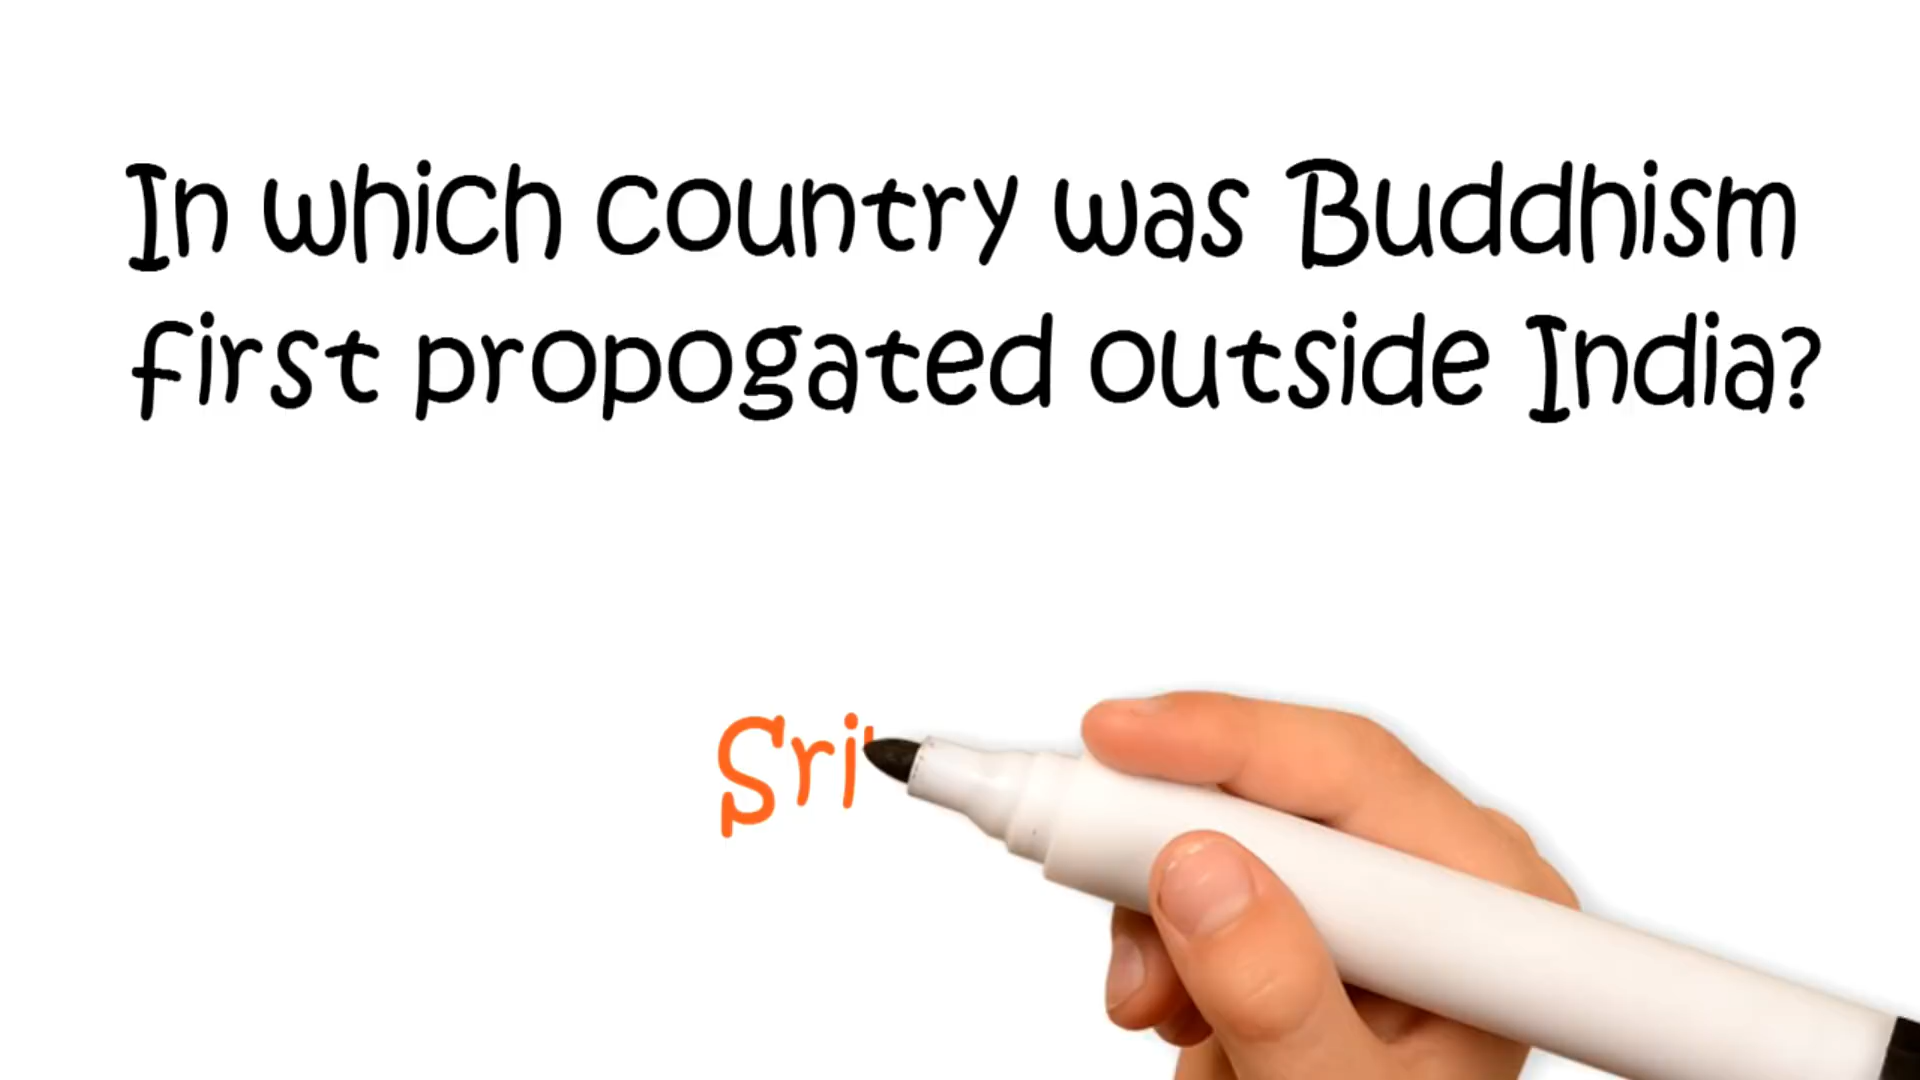 In which country was Buddhism
first propogated outside India?
Sri